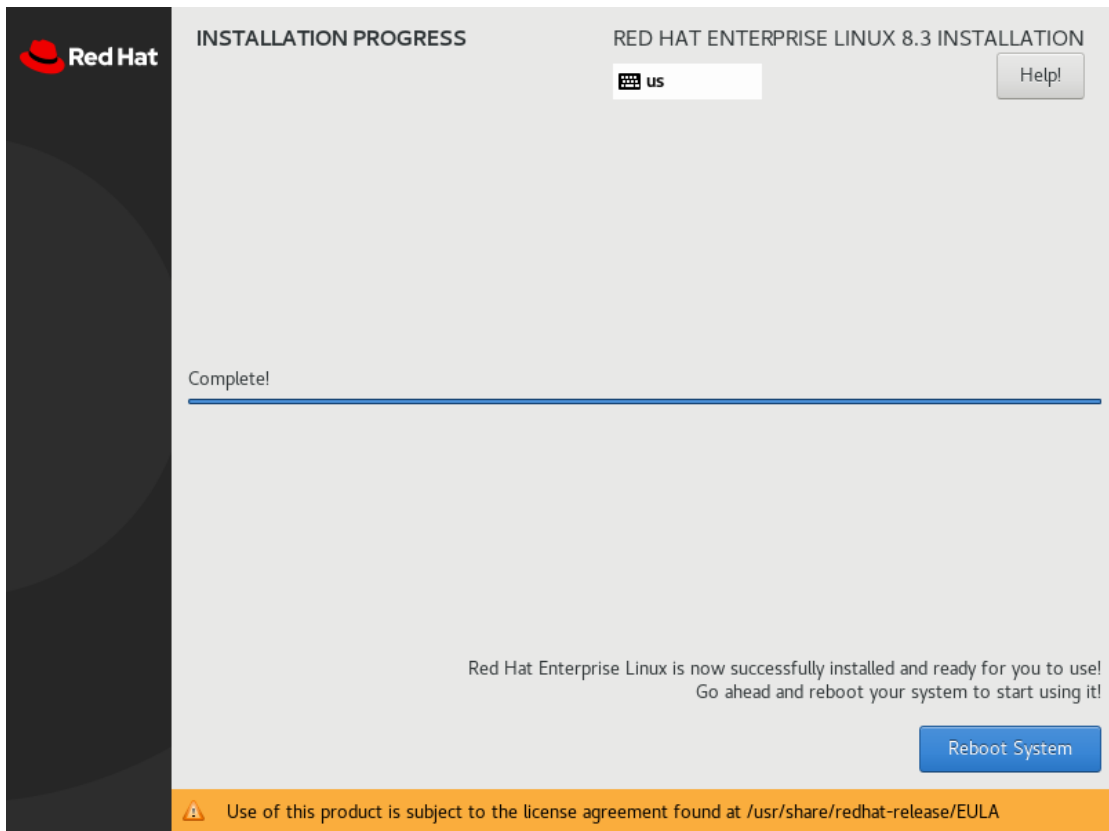 Red Hat
INSTALLATION PROGRESS
RED HAT ENTERPRISE LINUX 8.3 INSTALLATION
us
Help!
Complete!
Red Hat Enterprise Linux is now successfully installed and ready for you to use!
Go ahead and reboot your system to start using it!
Reboot System
Use of this product is subject to the license agreement found at /usr/share/redhat-release/EULA